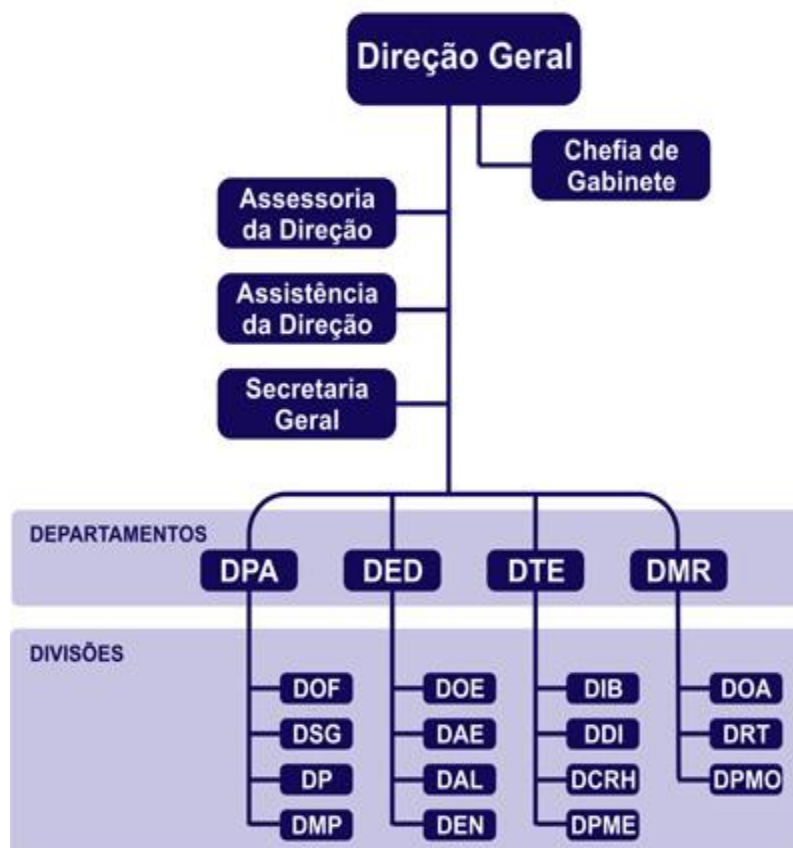 Direção Geral
Chefia de
Gabinete
Assessoria
da Direção
Assistência
da Direção
Secretaria
Geral
DEPARTAMENTOS
DPA
DED
DTE
DMR
DIVISÕES
DOF
DOE
DIB
DOA
DSG
DAE
DDI
DRT
DP
DAL
DCRH
DPMO
DMP
DEN
DPME